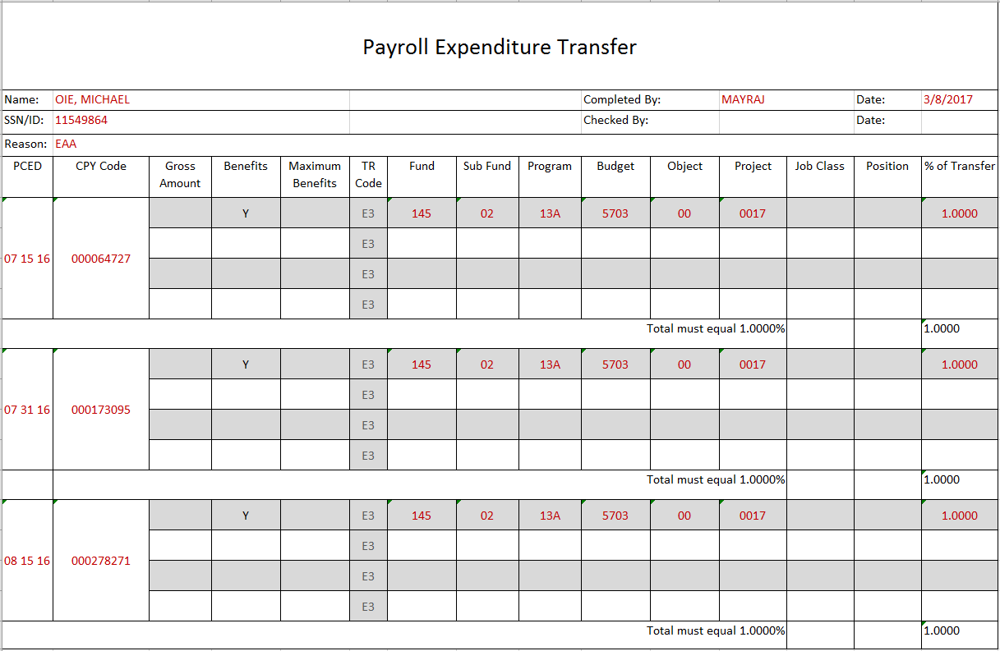 Payroll Expenditure Transfer
Name: OIE, MICHAEL Completed By: MAYRAJ Date: 3/8/2017
SSN/ID: 11549864 Checked By: Date:
Reason: EAA
PCED CPY Code Gross Amount Benefits Maximum Benefits TR Code Fund Sub Fund Program Budget Object Project Job Class Position % of Transfer
Y E3 145 02 13A 5703 00 0017 1.0000
E3
07 15 16 000064727
E3
E3
Total must equal 1.0000% 1.0000
Y E3 145 02 13A 5703 00 0017 1.0000
E3
07 31 16 000173095
E3
E3
Total must equal 1.0000% 1.0000
Y E3 145 02 13A 5703 00 0017 1.0000
E3
08 15 16 000278271
E3
E3
Total must equal 1.0000% 1.0000